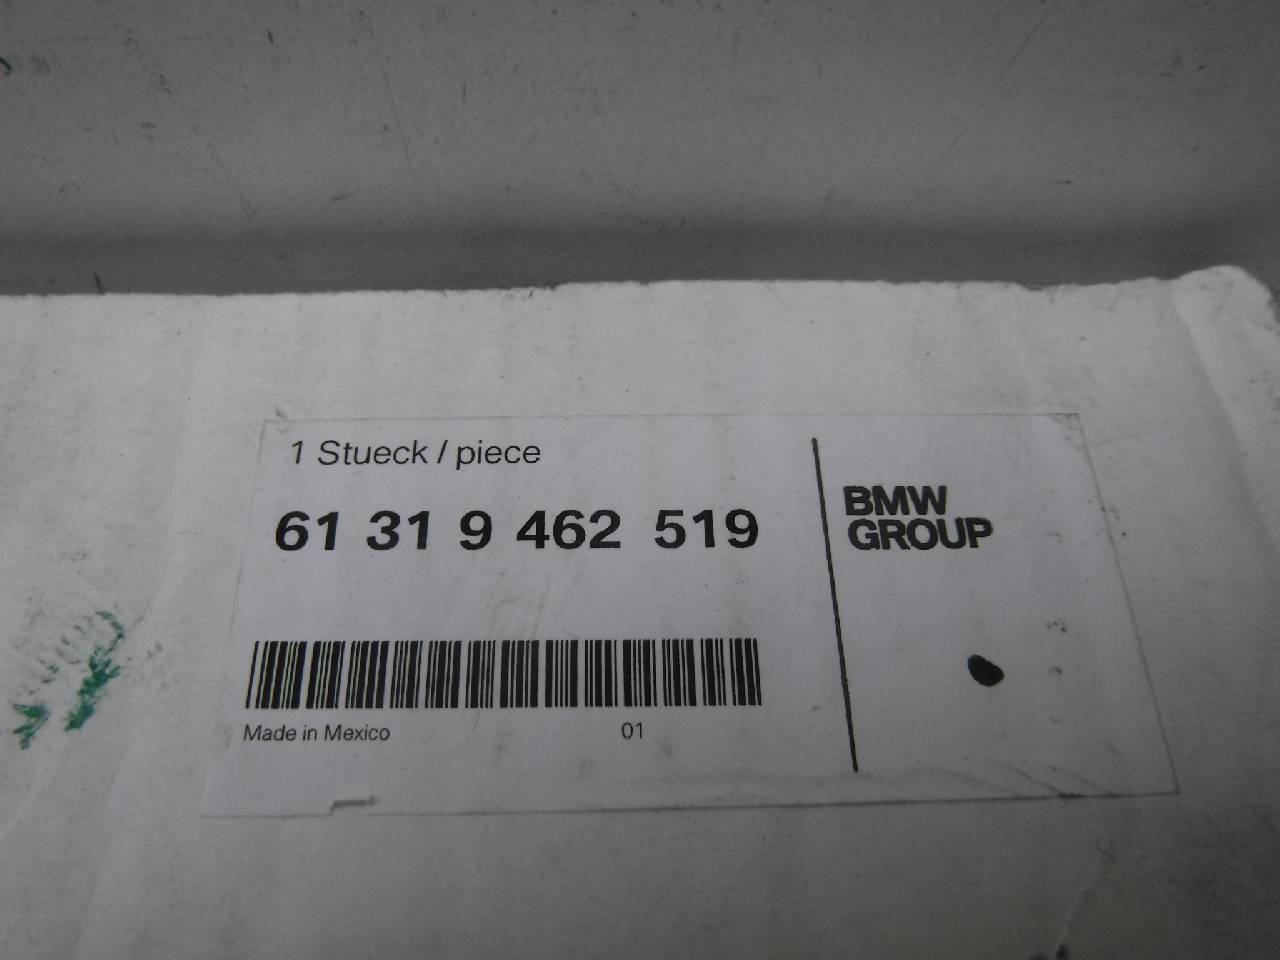 1 Stueck / piece
61 31 9 462 519
BMW
GROUP
Made in Mexico
01